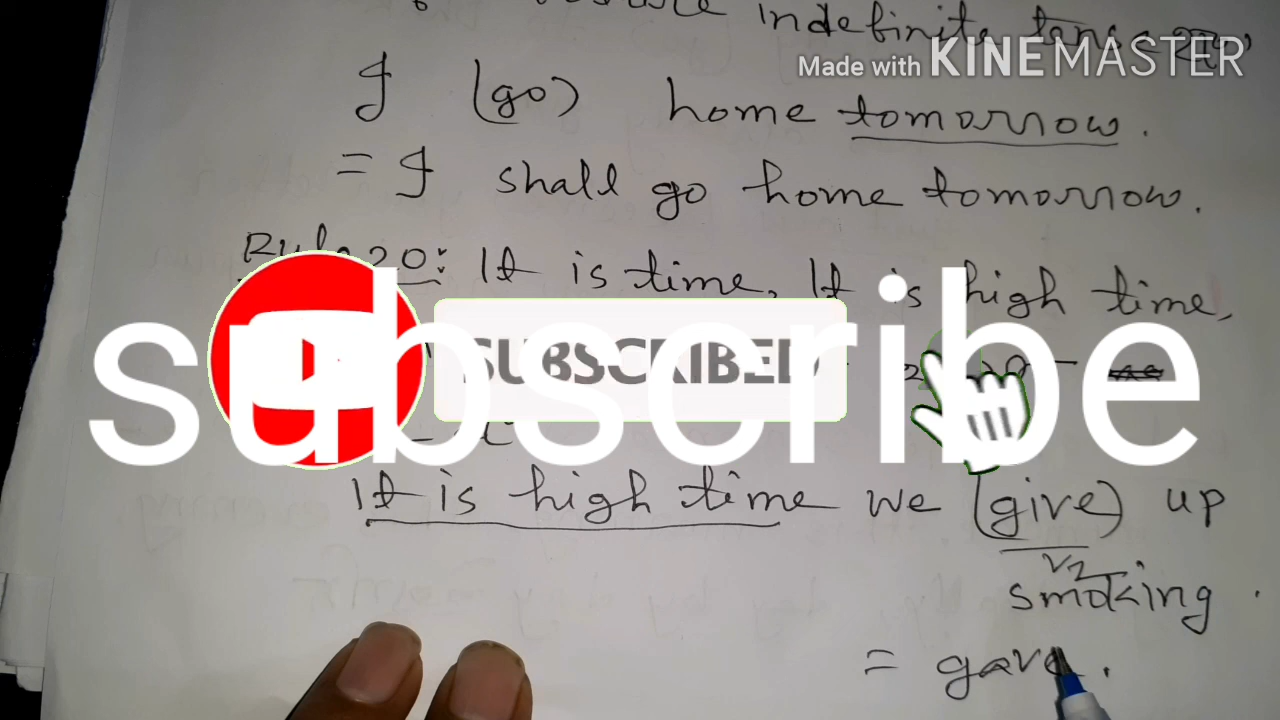 indefinite tense
Made with KINEMASTER
I (go) home tomorrow.
= I shall go home tomorrow.
Rule 20: It is time, It is high time,
SUBSCRIBED
subscribe
It is high time we (give) up
V2
smoking.
= gave.